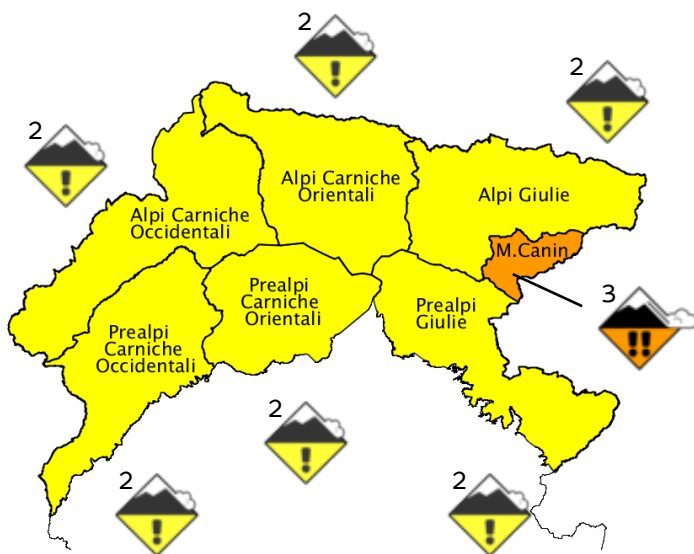 2
2
2
Alpi Carniche
Orientali
Alpi Giulie
Alpi Carniche
Occidentali
M.Canin
3
!!
Prealpi
Carniche
Orientali
Prealpi
Giulie
Prealpi
Carniche
Occidentali
2
2
2
!
!
!
!
!
!